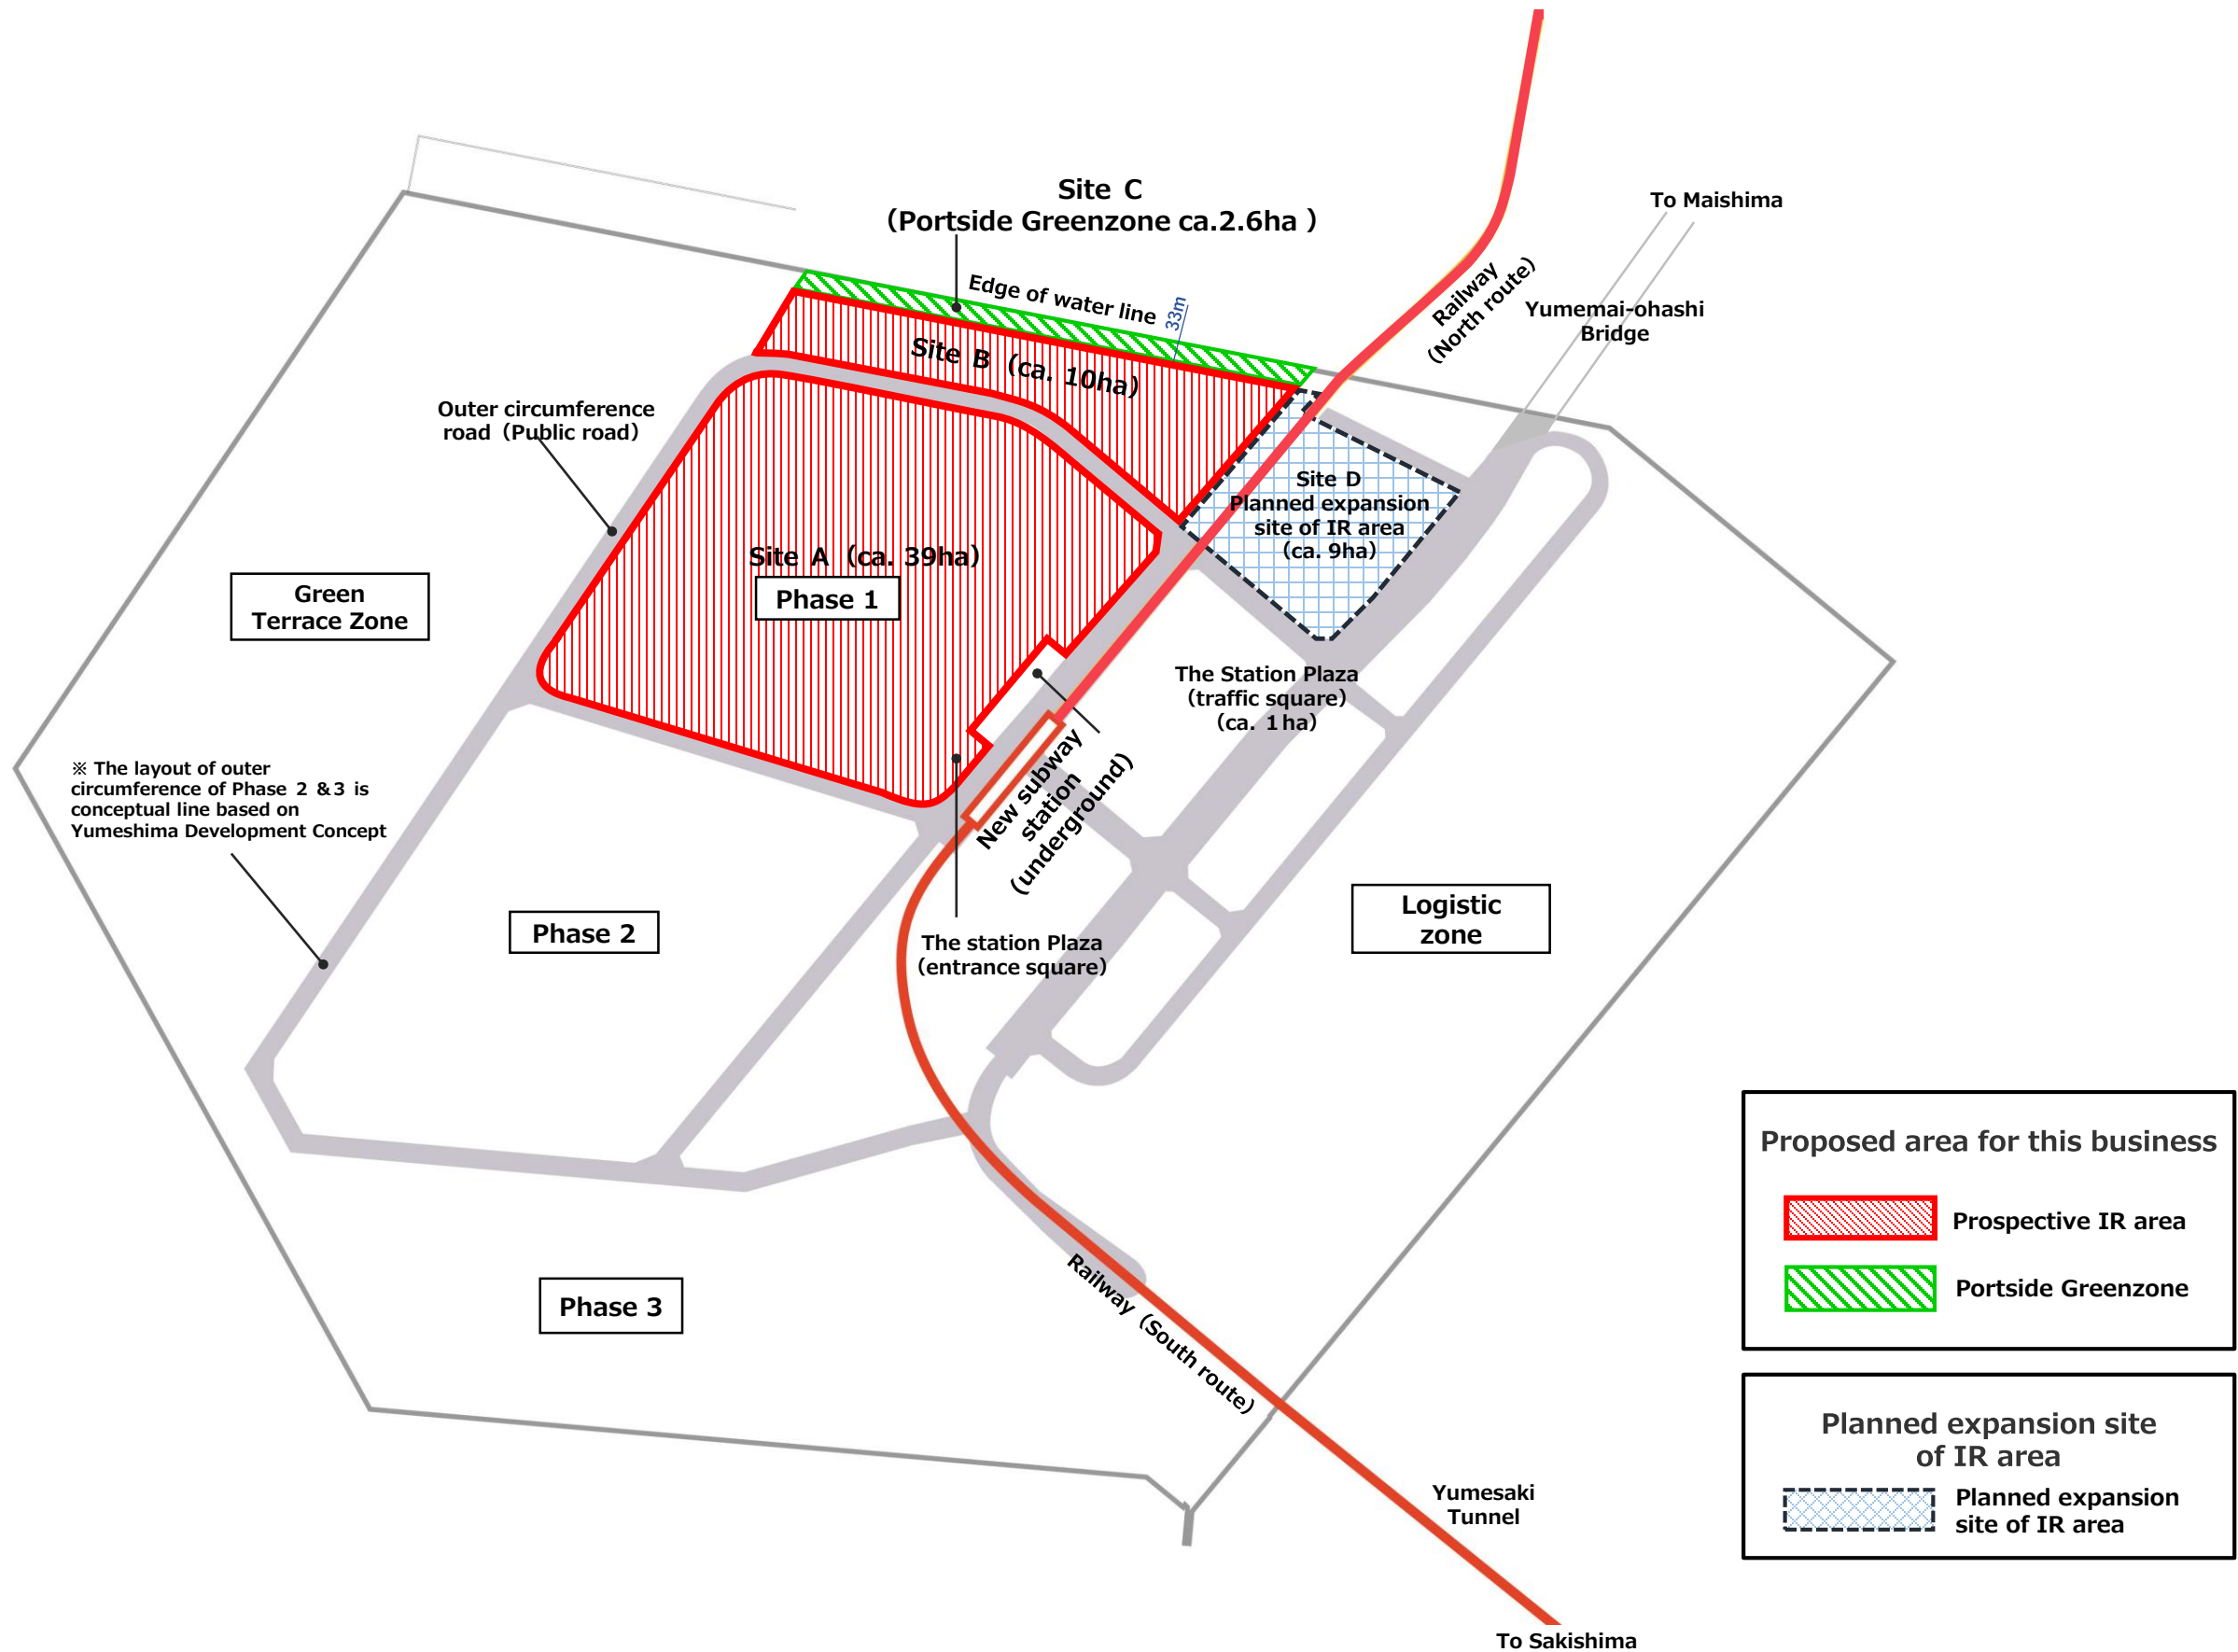 Site C
（Portside Greenzone ca.2.6ha ）
To Maishima
Edge of water line
33m
Railway
（North route）
Yumemai-ohashi
Bridge
Site B （ca. 10ha）
Outer circumference
road（Public road）
Site D
Planned expansion
site of IR area
（ca. 9ha）
Site A （ca. 39ha）
Phase 1
Green
Terrace Zone
The Station Plaza
（traffic square）
（ca. 1ha）
New subway
station
（underground）
※ The layout of outer
circumference of Phase 2 &3 is
conceptual line based on
Yumeshima Development Concept
Phase 2
The station Plaza
（entrance square）
Logistic
zone
Phase 3
Railway（South route）
Proposed area for this business
Prospective IR area
Portside Greenzone
Planned expansion site
of IR area
Planned expansion
site of IR area
Yumesaki
Tunnel
To Sakishima